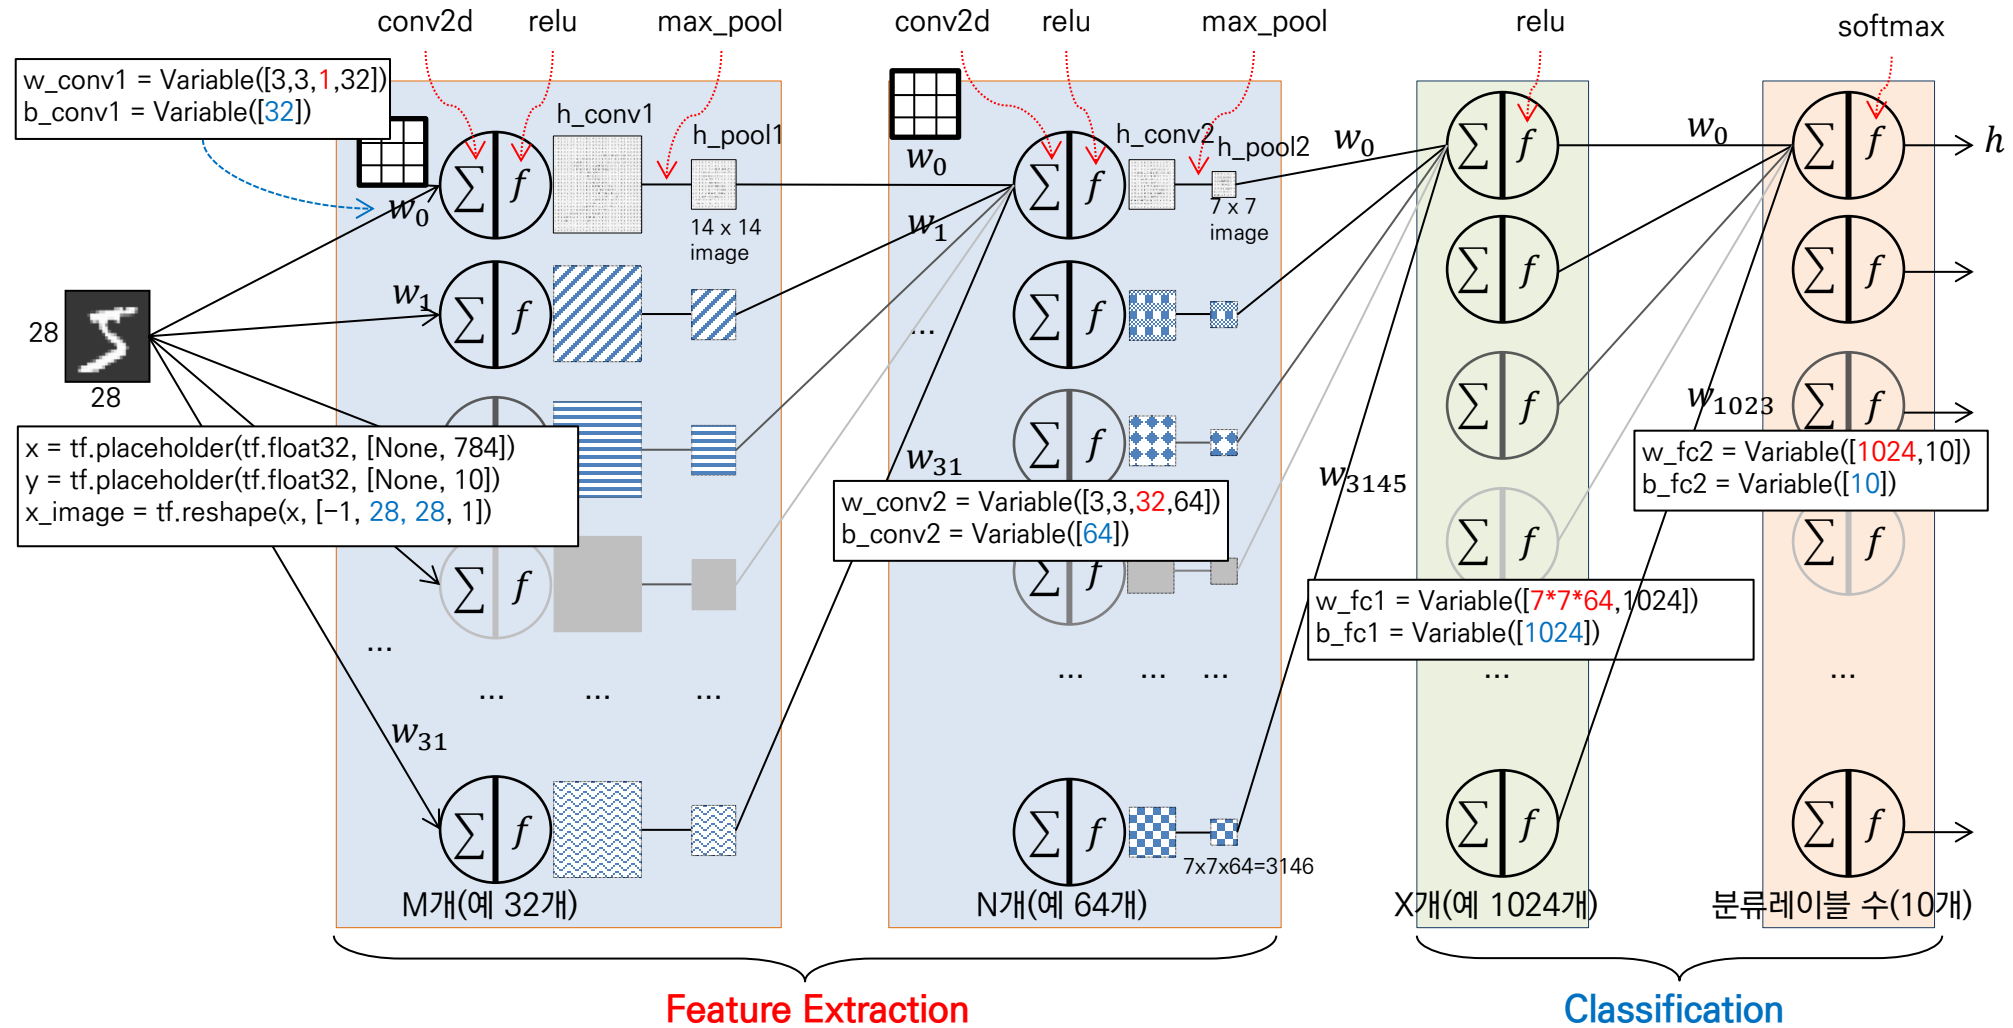 conv2d relu max_pool conv2d relu max_pool relu softmax
w_conv1 = Variable([3,3,1,32])
b_conv1 = Variable([32])
h_conv1
h_pool1
h_conv2
h_pool2
∑ f
∑ f
∑ f
∑ f
w0
w0
w0
w0
h
14 x 14
image
7 x 7
image
w1
w1
∑ f
∑ f
∑ f
∑ f
...
28
28
x = tf.placeholder(tf.float32, [None, 784])
y = tf.placeholder(tf.float32, [None, 10])
x_image = tf.reshape(x, [-1, 28, 28, 1])
∑ f
∑ f
∑ f
w31
w1023
w3145
w_conv2 = Variable([3,3,32,64])
b_conv2 = Variable([64])
w_fc2 = Variable([1024,10])
b_fc2 = Variable([10])
∑ f
∑ f
∑ f
∑ f
w_fc1 = Variable([7*7*64,1024])
b_fc1 = Variable([1024])
...
... ... ...
... ... ...
...
...
w31
∑ f
∑ f
∑ f
∑ f
7x7x64=3146
M개(예 32개)
N개(예 64개)
X개(예 1024개)
분류레이블 수(10개)
Feature Extraction
Classification